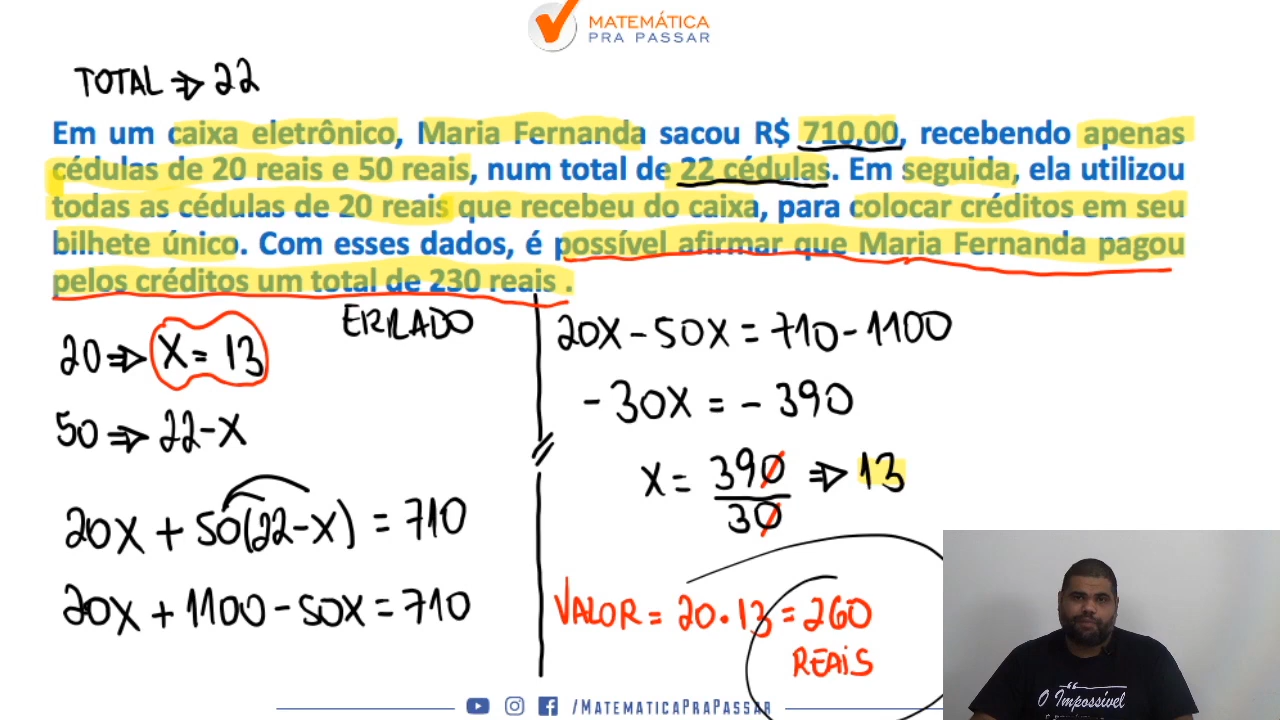 MATEMÁTICA
PRA PASSAR
TOTAL ⇒ 22
Em um caixa eletrônico, Maria Fernanda sacou R$ 710,00, recebendo apenas
cédulas de 20 reais e 50 reais, num total de 22 cédulas. Em seguida, ela utilizou
todas as cédulas de 20 reais que recebeu do caixa, para colocar créditos em seu
bilhete único. Com esses dados, é possível afirmar que Maria Fernanda pagou
pelos créditos um total de 230 reais .
ERRADO
20 ⇒ X = 13
50 ⇒ 22-X
20X + 50(22-X) = 710
20X + 1100 - 50X = 710
20X - 50X = 710 - 1100
- 30X = - 390
X = 390/30 ⇒ 13
VALOR = 20 . 13 = 260
REAIS
/MATEMATICAPRAPASSAR
O Impossível